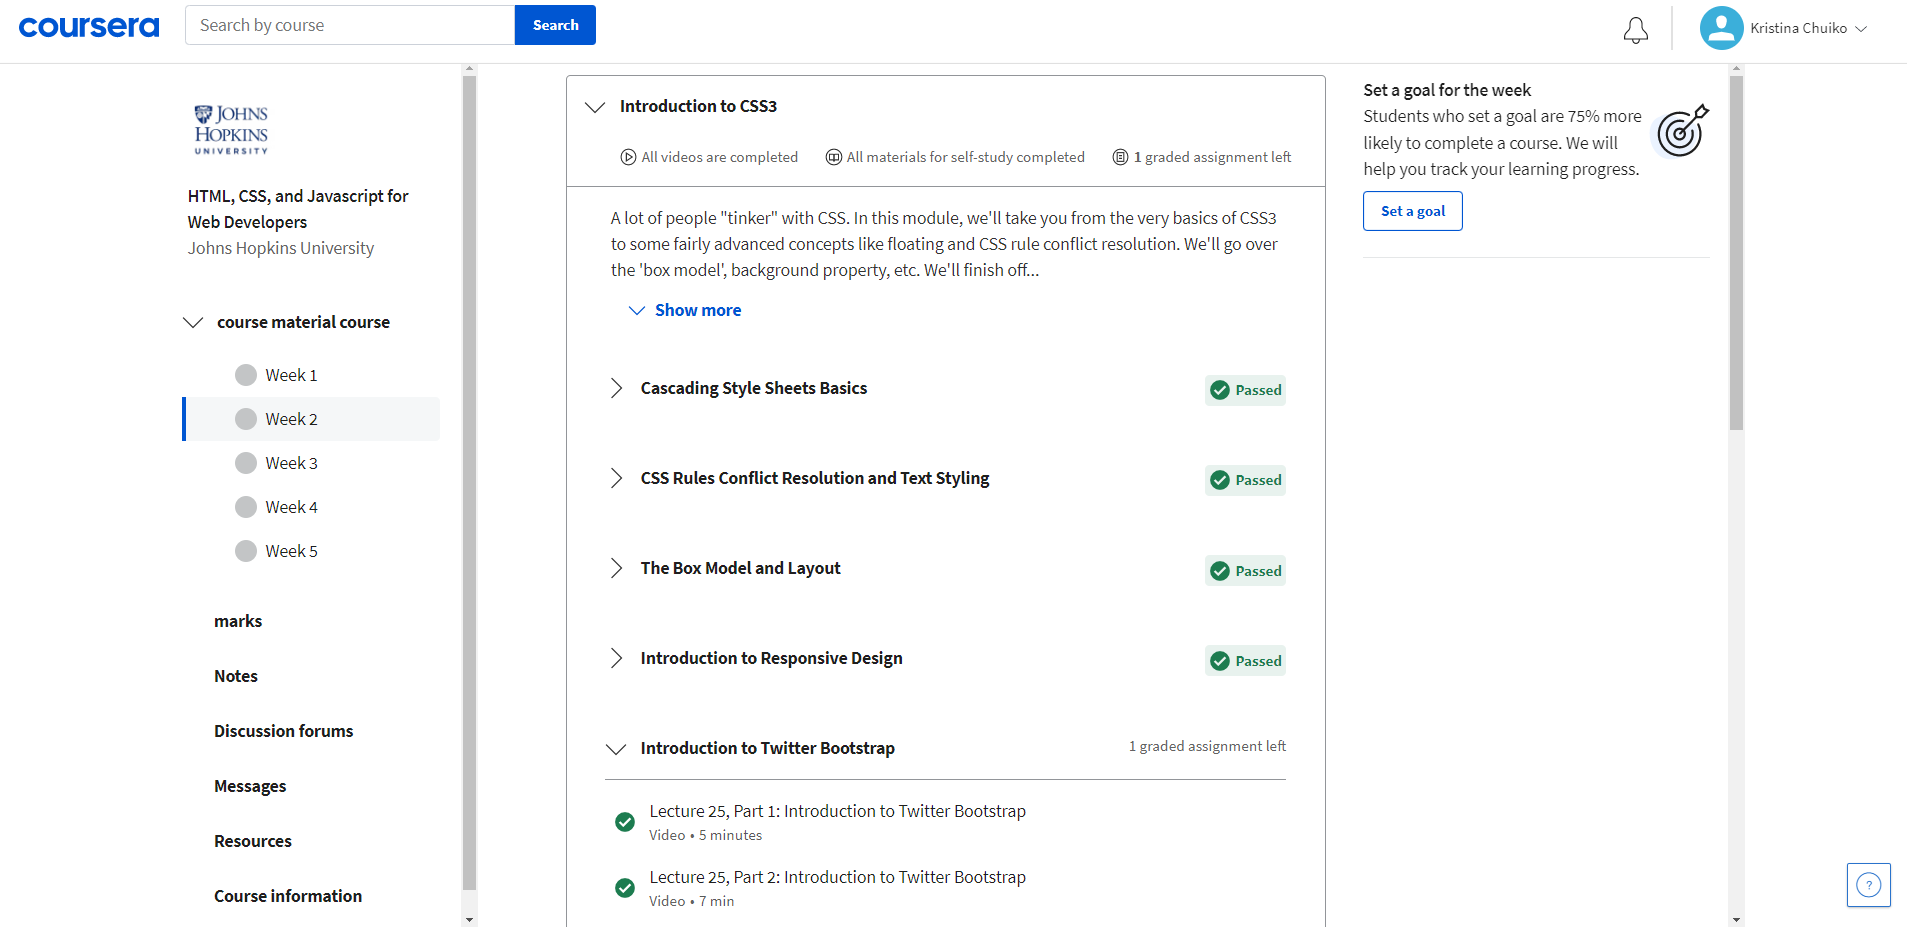 coursera
Search by course
Search
Kristina Chuiko
JOHNS
HOPKINS
UNIVERSITY
HTML, CSS, and Javascript for
Web Developers
Johns Hopkins University
course material course
Week 1
Week 2
Week 3
Week 4
Week 5
marks
Notes
Discussion forums
Messages
Resources
Course information
Introduction to CSS3
All videos are completed
All materials for self-study completed
1 graded assignment left
A lot of people "tinker" with CSS. In this module, we'll take you from the very basics of CSS3
to some fairly advanced concepts like floating and CSS rule conflict resolution. We'll go over
the 'box model', background property, etc. We'll finish off...
Show more
Cascading Style Sheets Basics
Passed
CSS Rules Conflict Resolution and Text Styling
Passed
The Box Model and Layout
Passed
Introduction to Responsive Design
Passed
Introduction to Twitter Bootstrap
1 graded assignment left
Lecture 25, Part 1: Introduction to Twitter Bootstrap
Video • 5 minutes
Lecture 25, Part 2: Introduction to Twitter Bootstrap
Video • 7 min
Set a goal for the week
Students who set a goal are 75% more
likely to complete a course. We will
help you track your learning progress.
Set a goal
?